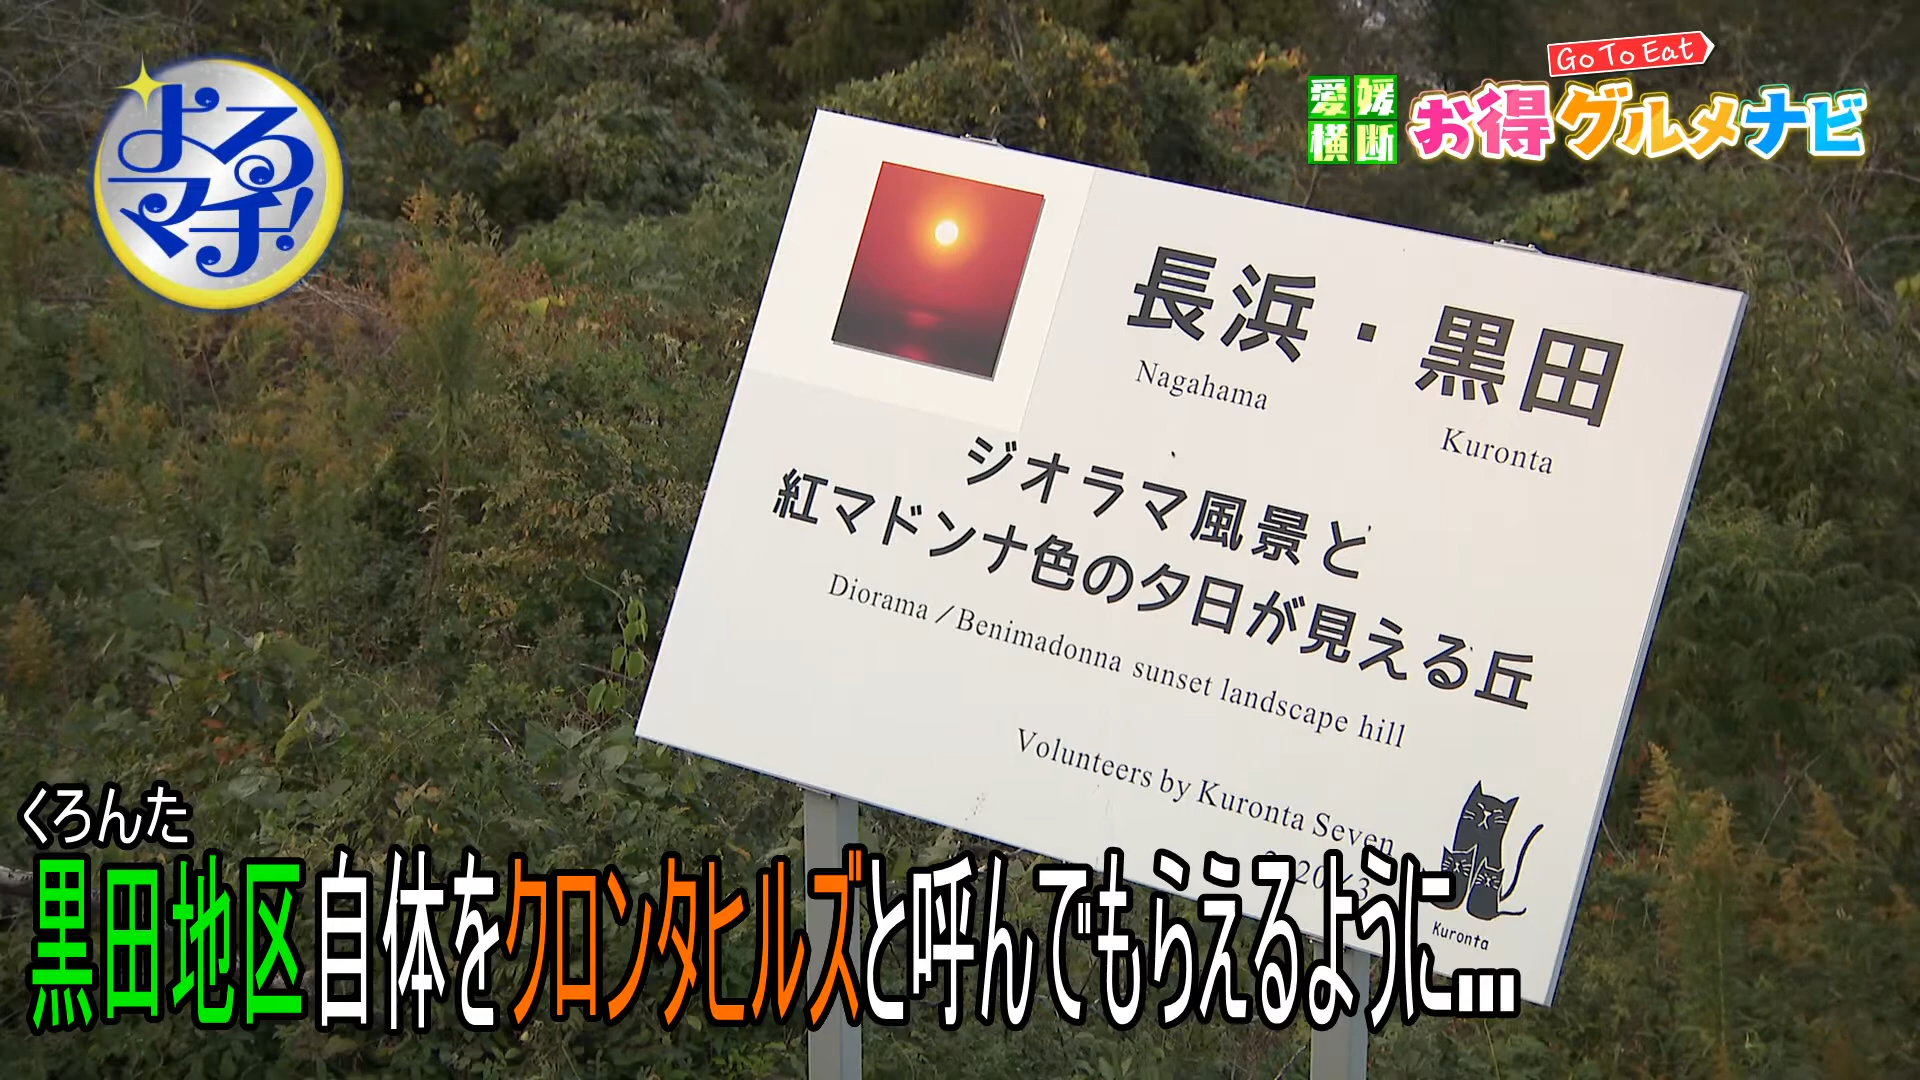 よるマチ!
Go To Eat
愛媛横断 お得グルメナビ
長浜・黒田
Nagahama Kuronta
ジオラマ風景と
紅マドンナ色の夕日が見える丘
Diorama／Benimadonna sunset landscape hill
Volunteers by Kuronta Seven
Kuronta
くろんた
黒田地区自体をクロンタヒルズと呼んでもらえるように...